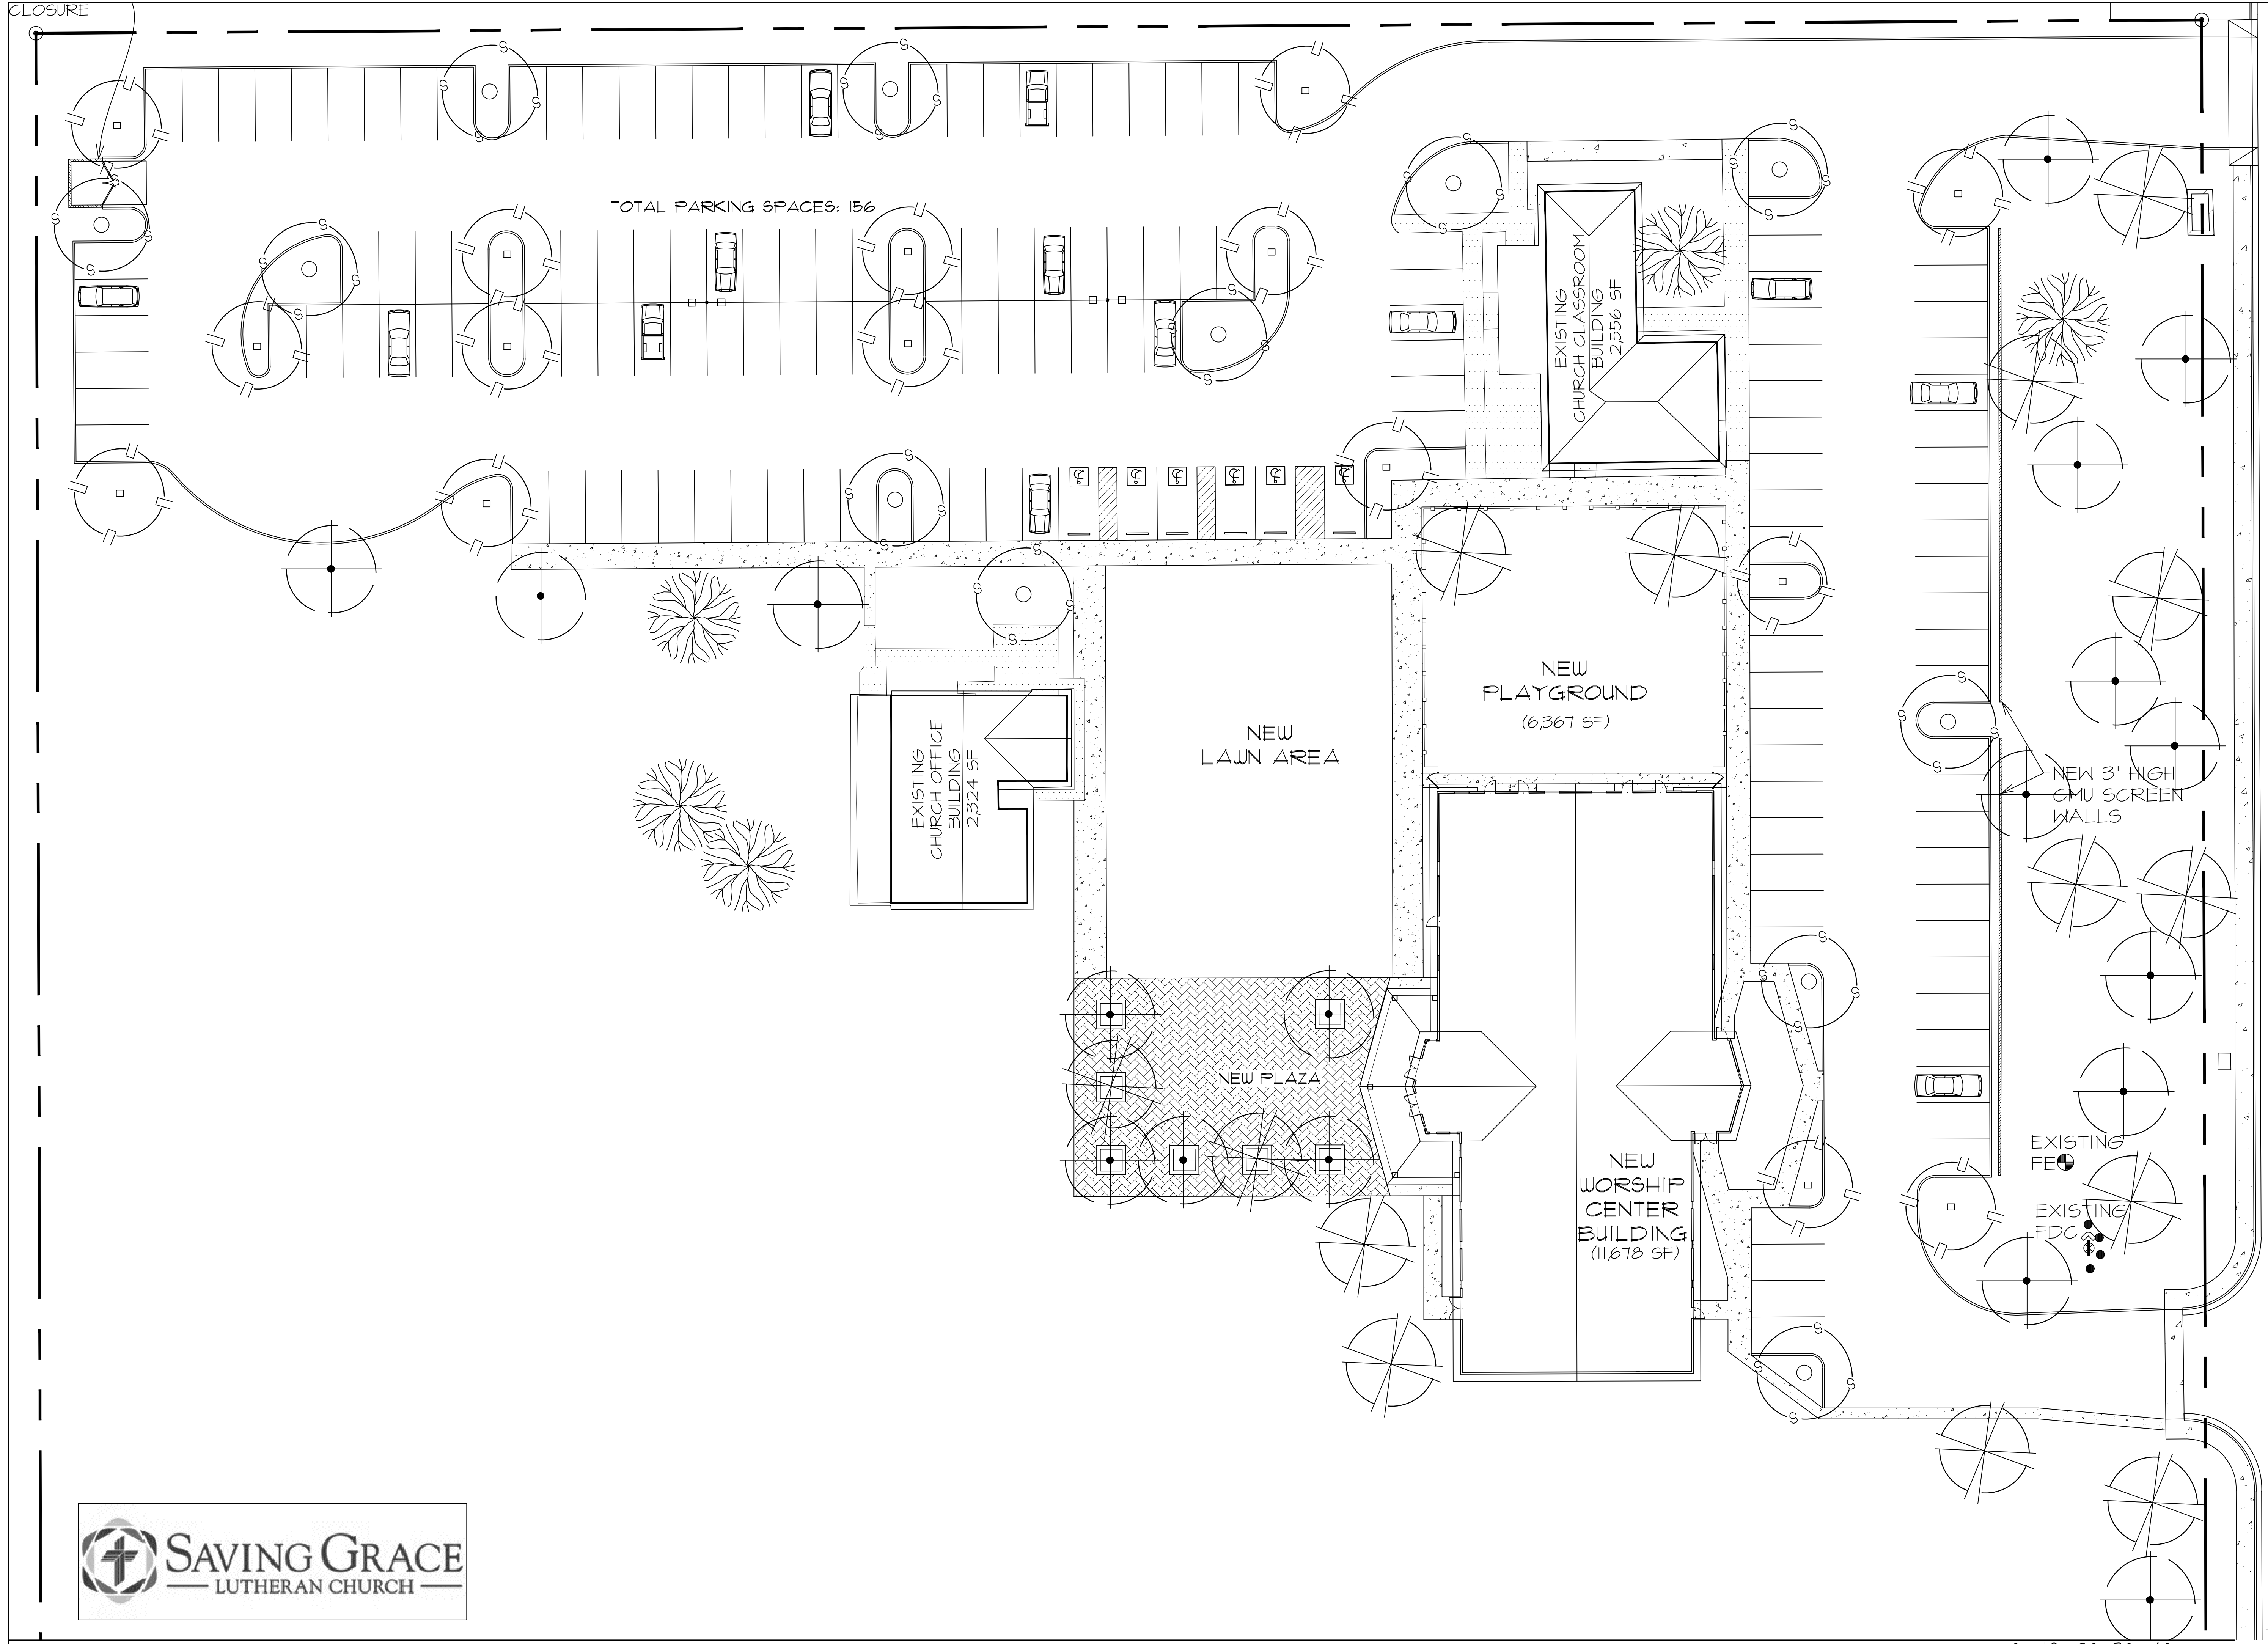 CLOSURE
TOTAL PARKING SPACES: 156
EXISTING
CHURCH CLASSROOM
BUILDING
2,556 SF
NEW
PLAYGROUND
(6,367 SF)
NEW
LAWN AREA
EXISTING
CHURCH OFFICE
BUILDING
2,324 SF
NEW 3' HIGH
CMU SCREEN
WALLS
NEW PLAZA
NEW
WORSHIP
CENTER
BUILDING
(11,678 SF)
EXISTING
FE
EXISTING
FDC
SAVING GRACE
LUTHERAN CHURCH